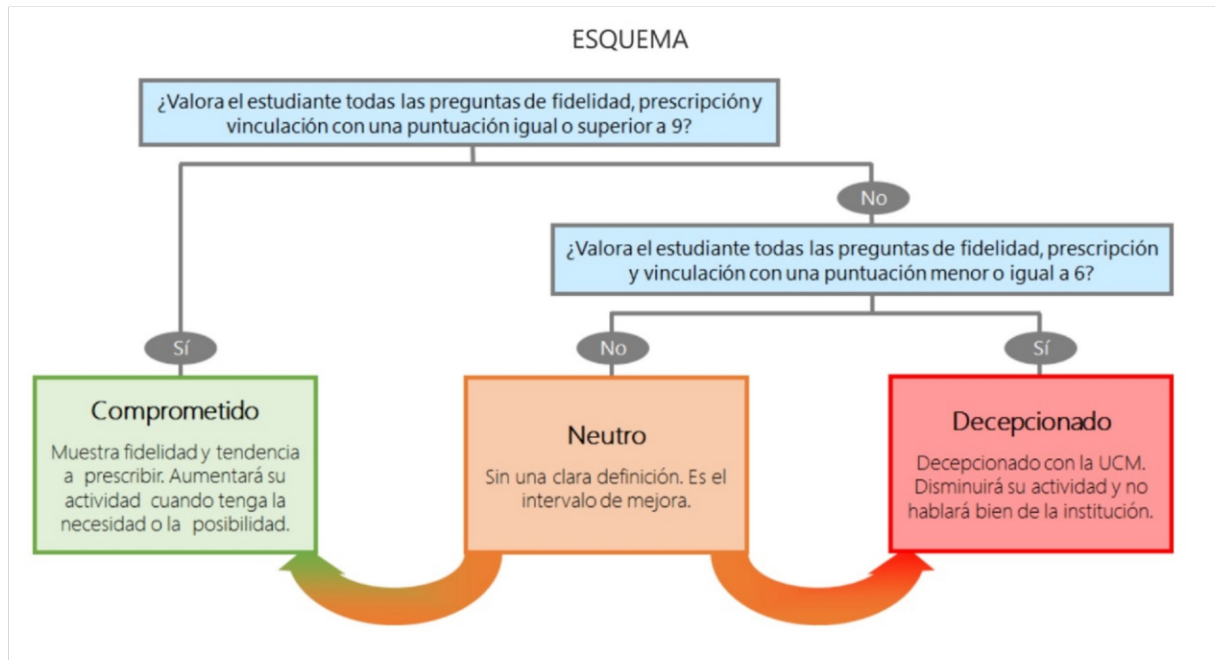 ESQUEMA
¿Valora el estudiante todas las preguntas de fidelidad, prescripción y
vinculación con una puntuación igual o superior a 9?
No
¿Valora el estudiante todas las preguntas de fidelidad, prescripción
y vinculación con una puntuación menor o igual a 6?
Sí
No
Sí
Comprometido
Muestra fidelidad y tendencia
a prescribir. Aumentará su
actividad cuando tenga la
necesidad o la posibilidad.
Neutro
Sin una clara definición. Es el
intervalo de mejora.
Decepcionado
Decepcionado con la UCM.
Disminuirá su actividad y no
hablará bien de la institución.